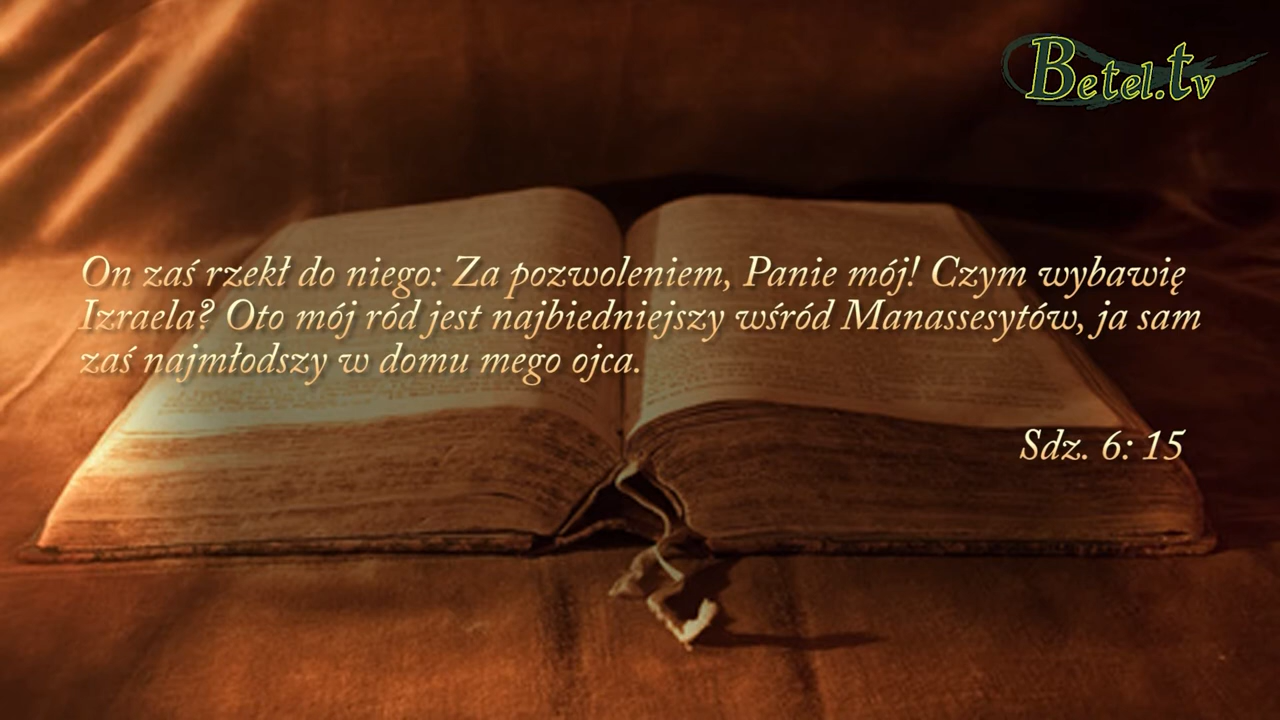 Betel.tv
On zaś rzekł do niego: Za pozwoleniem, Panie mój! Czym wybawię
Izraela? Oto mój ród jest najbiedniejszy wśród Manassesytów, ja sam
zaś najmłodszy w domu mego ojca.
Sdz. 6: 15